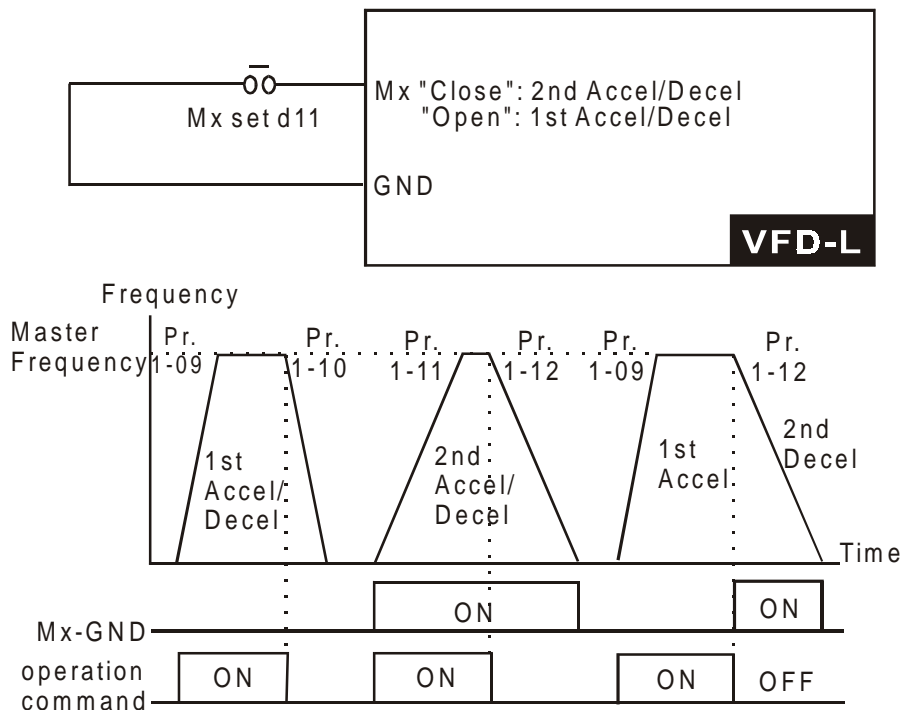 Mx "Close": 2nd Accel/Decel
"Open": 1st Accel/Decel
Mx set d11
GND
VFD-L
Frequency
Master
Frequency
Pr.
1-09
Pr.
1-10
Pr.
1-11
Pr.
1-12
Pr.
1-09
Pr.
1-12
1st
Accel/
Decel
2nd
Accel/
Decel
1st
Accel
2nd
Decel
Time
Mx-GND
ON
ON
operation
command
ON
ON
ON
OFF